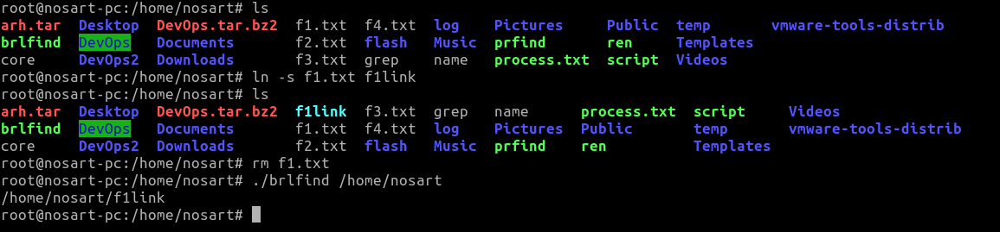 root@nosart-pc:/home/nosart# ls
arh.tar  Desktop  DevOps.tar.bz2  f1.txt  f4.txt  log    Pictures     Public  temp       vmware-tools-distrib
brlfind  DevOps   Documents       f2.txt  flash   Music  prfind       ren     Templates
core     DevOps2  Downloads       f3.txt  grep    name   process.txt  script  Videos
root@nosart-pc:/home/nosart# ln -s f1.txt f1link
root@nosart-pc:/home/nosart# ls
arh.tar  Desktop  DevOps.tar.bz2  f1link  f3.txt  grep   name      process.txt  script     Videos
brlfind  DevOps   Documents       f1.txt  f4.txt  log    Pictures  Public       temp       vmware-tools-distrib
core     DevOps2  Downloads       f2.txt  flash   Music  prfind    ren          Templates
root@nosart-pc:/home/nosart# rm f1.txt
root@nosart-pc:/home/nosart# ./brlfind /home/nosart
/home/nosart/f1link
root@nosart-pc:/home/nosart#